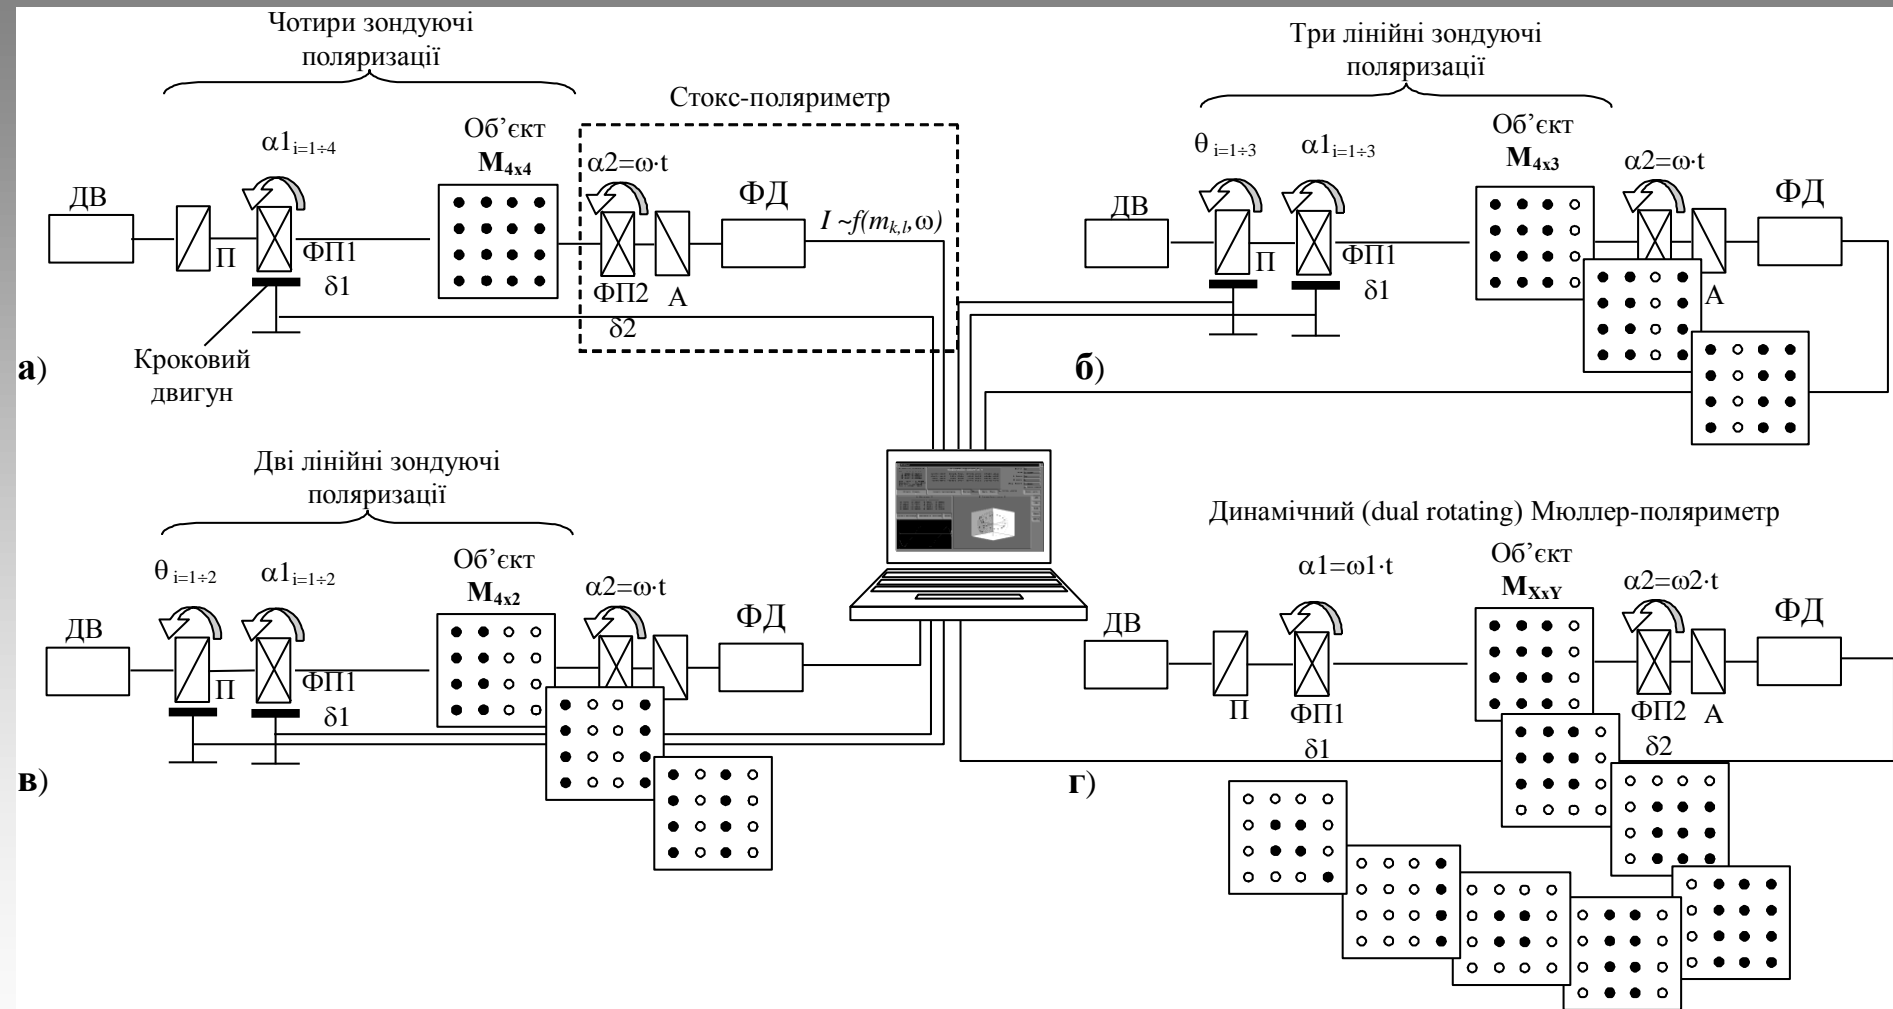 Чотири зондуючі
поляризації
Стокс-поляриметр
α1i=1÷4
Об’єкт
M4x4
α2=ω·t
ДВ
П
ФП1
δ1
ФП2
δ2
А
ФД
I ~f(mk,l,ω)
Кроковий
двигун
а)
Три лінійні зондуючі
поляризації
θ i=1÷3
α1i=1÷3
Об’єкт
M4x3
α2=ω·t
ДВ
П
ФП1
δ1
А
ФД
б)
Дві лінійні зондуючі
поляризації
θ i=1÷2
α1i=1÷2
Об’єкт
M4x2
α2=ω·t
ДВ
П
ФП1
δ1
ФД
в)
Динамічний (dual rotating) Мюллер-поляриметр
α1=ω1·t
Об’єкт
MXxY
α2=ω2·t
ДВ
П
ФП1
δ1
ФП2
δ2
А
ФД
г)